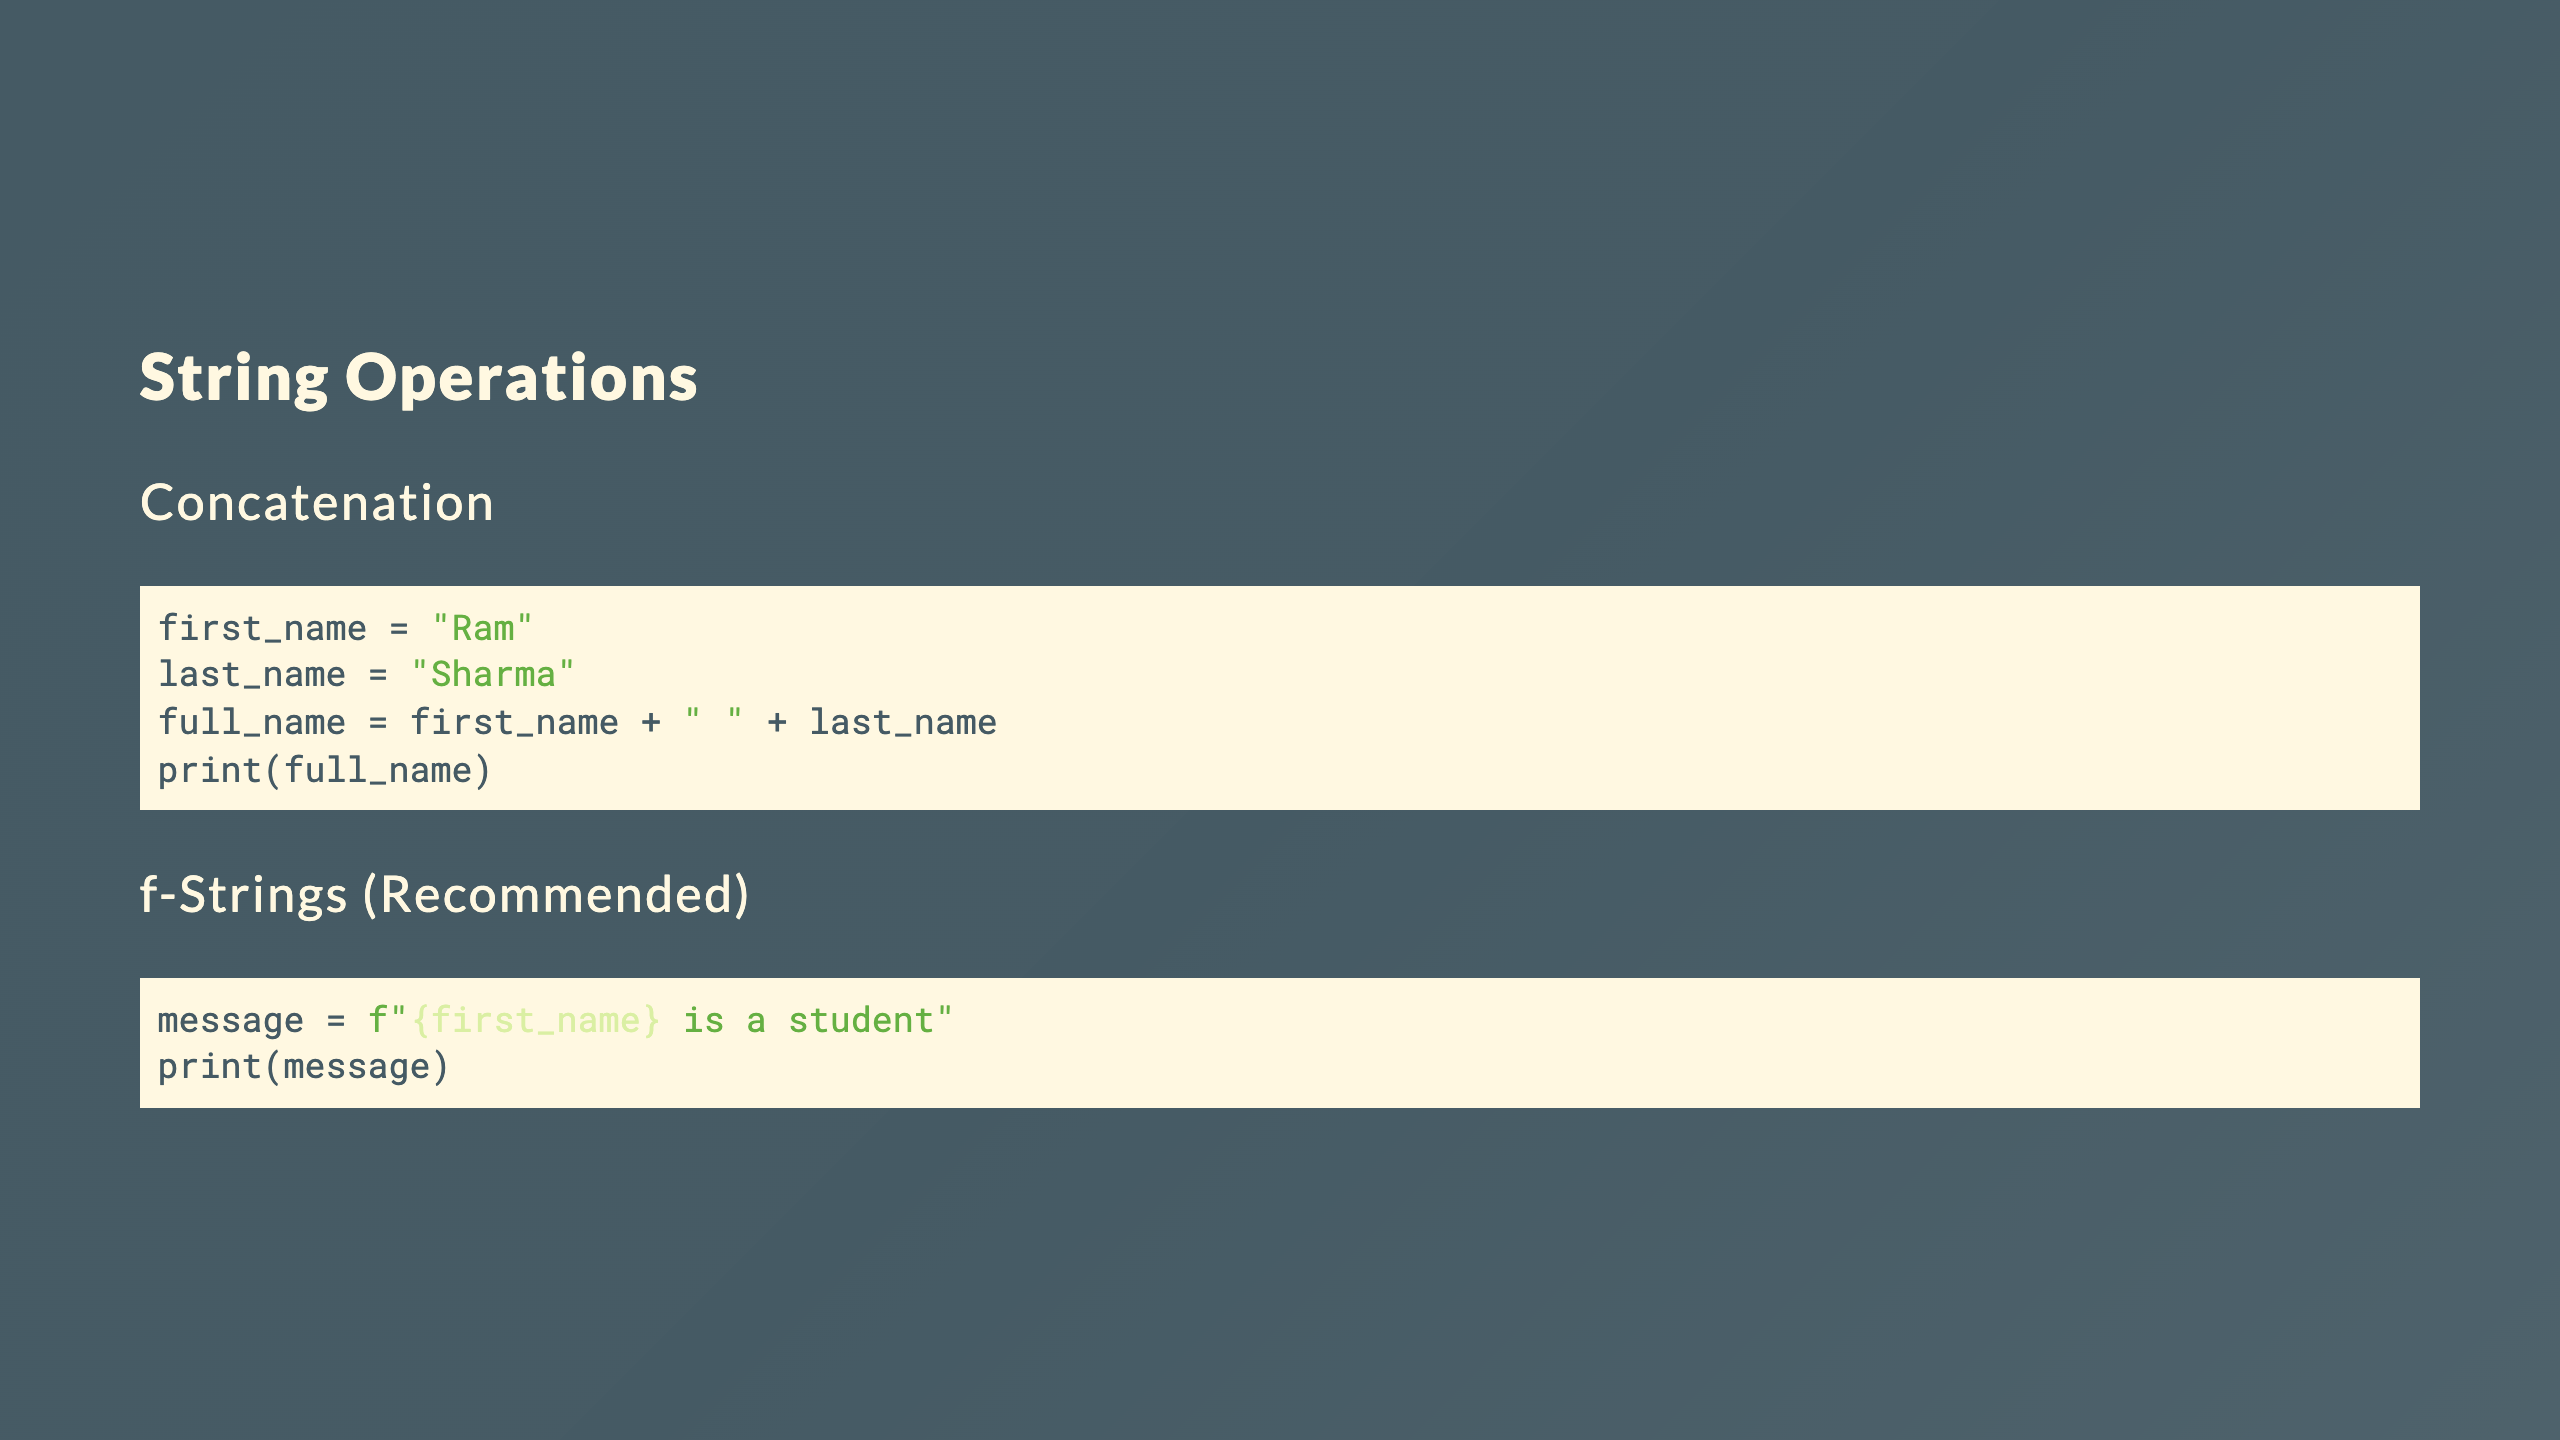 String Operations
Concatenation
first_name = "Ram"
last_name = "Sharma"
full_name = first_name + " " + last_name
print(full_name)
f-Strings (Recommended)
message = f"{first_name} is a student"
print(message)